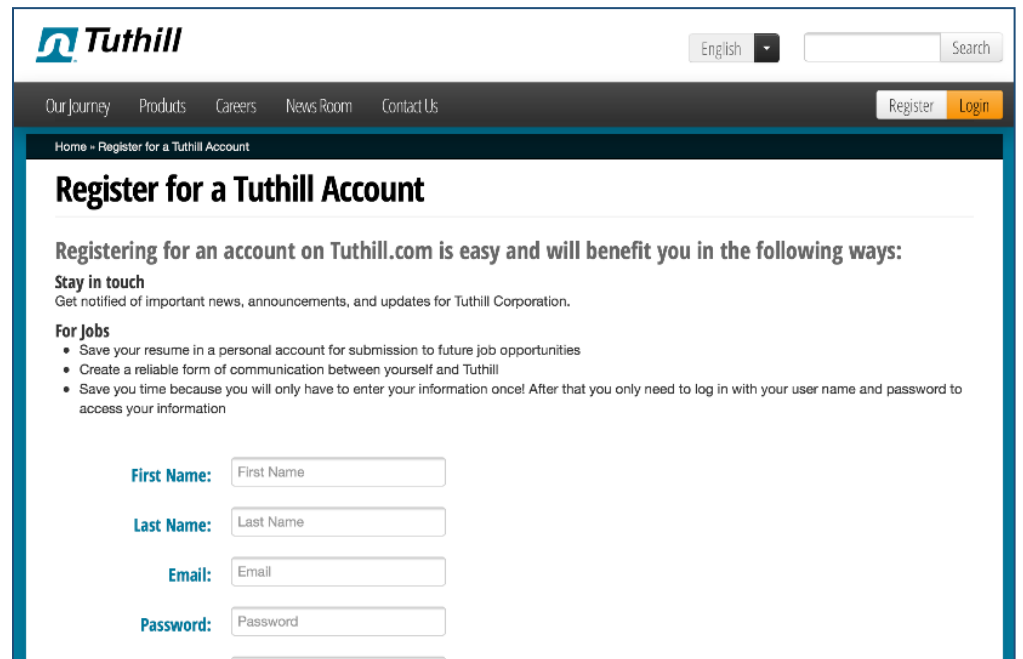 Tuthill
English
Search
Our Journey Products Careers News Room Contact Us
Register Login
Home » Register for a Tuthill Account
Register for a Tuthill Account
Registering for an account on Tuthill.com is easy and will benefit you in the following ways:
Stay in touch
Get notified of important news, announcements, and updates for Tuthill Corporation.
For Jobs
• Save your resume in a personal account for submission to future job opportunities
• Create a reliable form of communication between yourself and Tuthill
• Save you time because you will only have to enter your information once! After that you only need to log in with your user name and password to
access your information
First Name: First Name
Last Name: Last Name
Email: Email
Password: Password